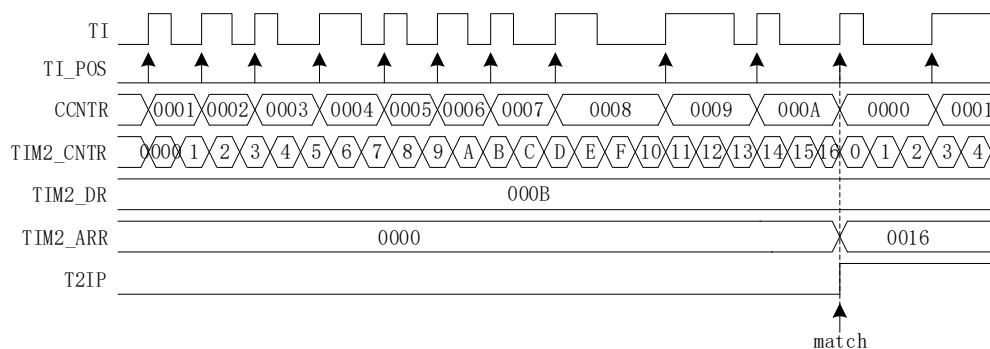 TI
TI_POS
CCNTR 0001 0002 0003 0004 0005 0006 0007 0008 0009 000A 0000 0001
TIM2_CNTR 0000 1 2 3 4 5 6 7 8 9 A B C D E F 10 11 12 13 14 15 16 0 1 2 3 4
TIM2_DR 000B
TIM2_ARR 0000 0016
T2IP
match